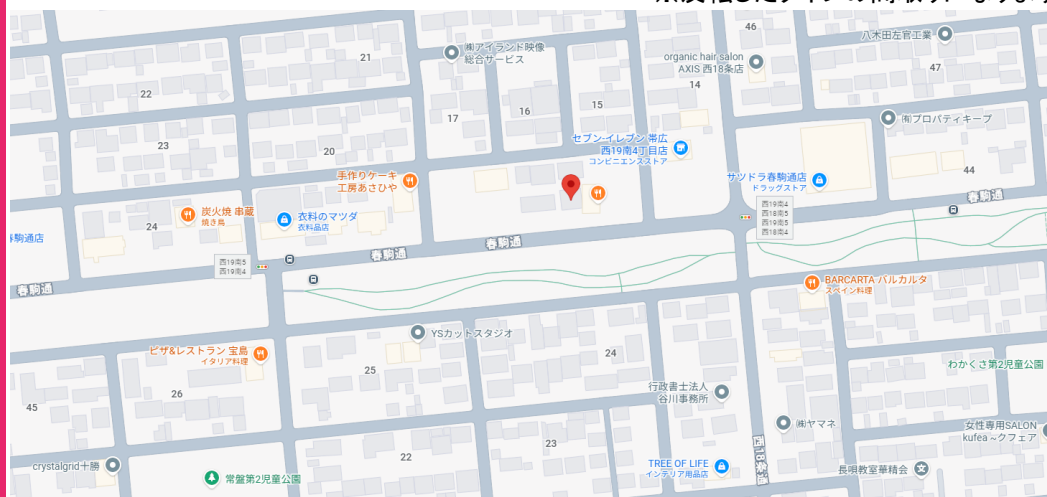 46
八木田左官工業
21
㈱アイランド映像
総合サービス
organic hair salon
AXIS 西18条店
47
22
14
15
16
17
㈲プロパティキープ
セブン-イレブン 帯広
西19南4丁目店
コンビニエンスストア
23
20
手作りケーキ
工房あさひや
サツドラ春駒通店
ドラッグストア
44
春駒通
炭火焼 串蔵
焼き鳥
衣料のマツダ
衣料品店
西19南4
西18南5
西19南5
西18南4
24
春駒通店
春駒通
春駒通
西19南5
西19南4
春駒通
BARCARTA バルカルタ
スペイン料理
YSカットスタジオ
ピザ&レストラン 宝島
イタリア料理
24
わかくさ第2児童公園
25
26
行政書士法人
谷川事務所
45
㈱ヤマネ
女性専用SALON
kufea ~クフェア
23
西18条通
22
crystalgrid十勝
TREE OF LIFE
インテリア用品店
長唄教室華精会
常盤第2児童公園